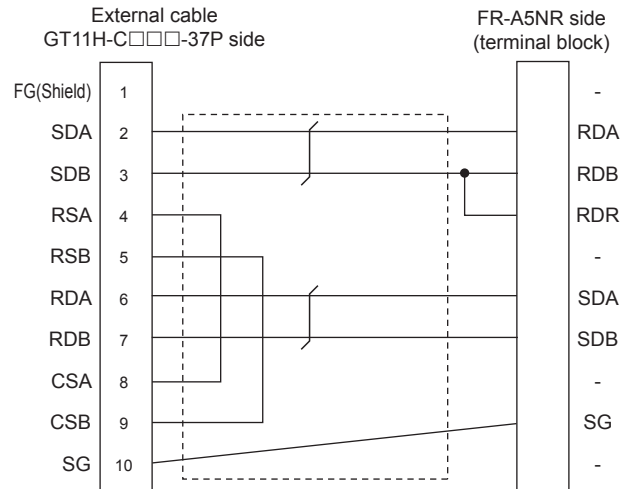 External cable
GT11H-C□□□-37P side
FR-A5NR side
(terminal block)
FG(Shield) 1 -
SDA 2 RDA
SDB 3 RDB
RSA 4 RDR
RSB 5 -
RDA 6 SDA
RDB 7 SDB
CSA 8 -
CSB 9 SG
SG 10 -